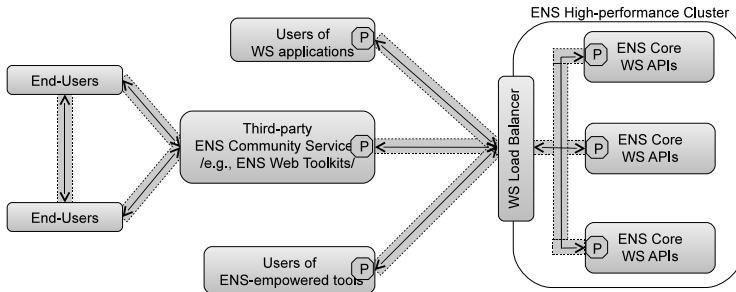 ENS High-performance Cluster
Users of
WS applications
P
ENS Core
WS APIs
P
End-Users
Third-party
ENS Community Service
/e.g., ENS Web Toolkits/
P
WS Load Balancer
ENS Core
WS APIs
P
End-Users
Users of
ENS-empowered tools
P
ENS Core
WS APIs
P